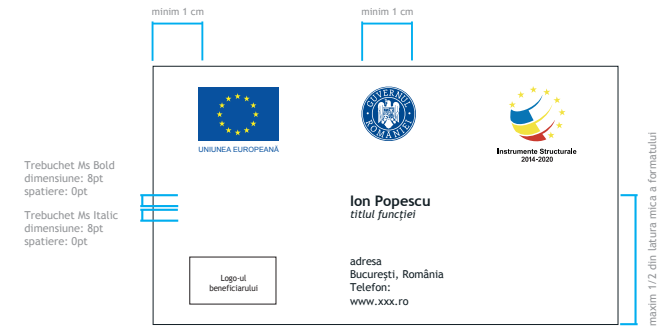 minim 1 cm
minim 1 cm
UNIUNEA EUROPEANĂ
GUVERNUL ROMÂNIEI
Instrumente Structurale
2014-2020
Trebuchet Ms Bold
dimensiune: 8pt
spatiere: 0pt
Trebuchet Ms Italic
dimensiune: 8pt
spatiere: 0pt
Ion Popescu
titlul funcției
Logo-ul
beneficiarului
adresa
București, România
Telefon:
www.xxx.ro
maxim 1/2 din latura mica a formatului